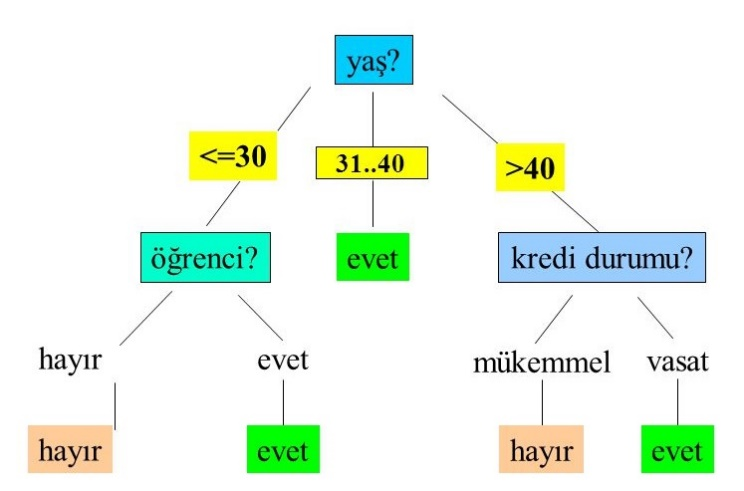 yaş?
<=30
31..40
>40
öğrenci?
evet
kredi durumu?
hayır
evet
mükemmel
vasat
hayır
evet
hayır
evet